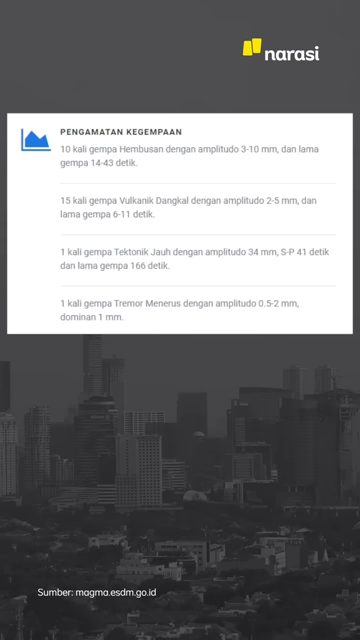 narasi
PENGAMATAN KEGEMPAAN
10 kali gempa Hembusan dengan amplitudo 3-10 mm, dan lama
gempa 14-43 detik.
15 kali gempa Vulkanik Dangkal dengan amplitudo 2-5 mm, dan
lama gempa 6-11 detik.
1 kali gempa Tektonik Jauh dengan amplitudo 34 mm, S-P 41 detik
dan lama gempa 166 detik.
1 kali gempa Tremor Menerus dengan amplitudo 0.5-2 mm,
dominan 1 mm.
Sumber: magma.esdm.go.id